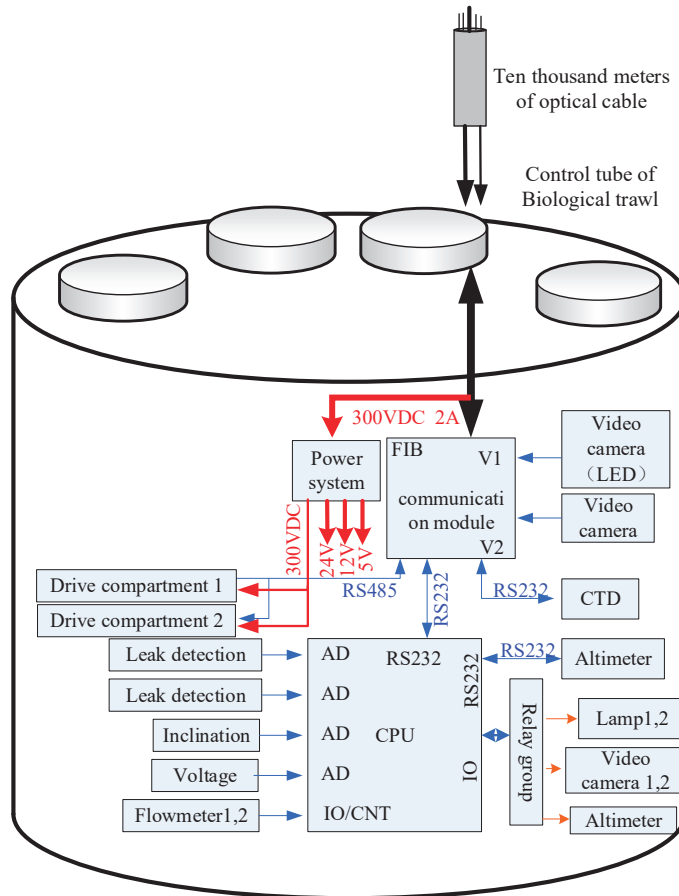 Ten thousand meters
of optical cable
Control tube of
Biological trawl
300VDC 2A
Power
system
FIB
V1
communicati
on module
V2
Video
camera
（LED）
Video
camera
300VDC
24V
12V
5V
RS485
RS232
RS232
CTD
Drive compartment 1
Drive compartment 2
Leak detection
Leak detection
Inclination
Voltage
Flowmeter1,2
AD
AD
AD
AD
IO/CNT
CPU
RS232
RS232
IO
RS232
Altimeter
Relay group
Lamp1,2
Video
camera 1,2
Altimeter